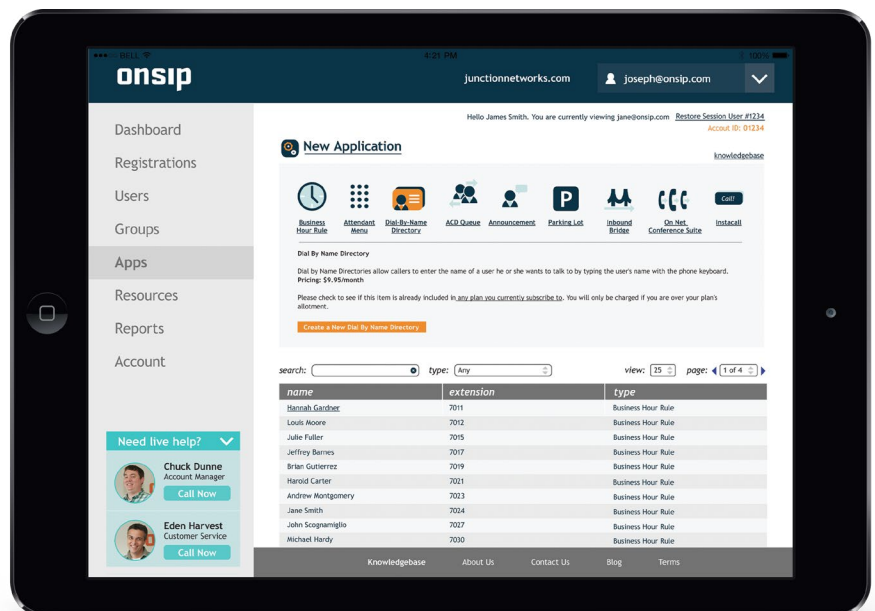 BELL 4:21 PM 100%
onsip
junctionnetworks.com joseph@onsip.com
Hello James Smith. You are currently viewing jane@onsip.com Restore Session User #1234
Accout ID: 01234
New Application
knowledgebase
Dashboard
Registrations
Users
Groups
Apps
Resources
Reports
Account
P
Call!
Business Hour Rule
Attendant Menu
Dial-By-Name Directory
ACD Queue
Announcement
Parking Lot
Inbound Bridge
On Net Conference Suite
Instacall
Dial By Name Directory
Dial by Name Directories allow callers to enter the name of a user he or she wants to talk to by typing the user's name with the phone keyboard.
Pricing: $9.95/month
Please check to see if this item is already included in any plan you currently subscribe to. You will only be charged if you are over your plan's
allotment.
Create a New Dial By Name Directory
search: type: Any view: 25 page: 1 of 4
name extension type
Hannah Gardner 7011 Business Hour Rule
Louis Moore 7012 Business Hour Rule
Julie Fuller 7015 Business Hour Rule
Jeffrey Barnes 7017 Business Hour Rule
Brian Gutierrez 7019 Business Hour Rule
Harold Carter 7021 Business Hour Rule
Andrew Montgomery 7023 Business Hour Rule
Jane Smith 7024 Business Hour Rule
John Scognamiglio 7027 Business Hour Rule
Michael Hardy 7030 Business Hour Rule
Need live help?
Chuck Dunne
Account Manager
Call Now
Eden Harvest
Customer Service
Call Now
Knowledgebase About Us Contact Us Blog Terms